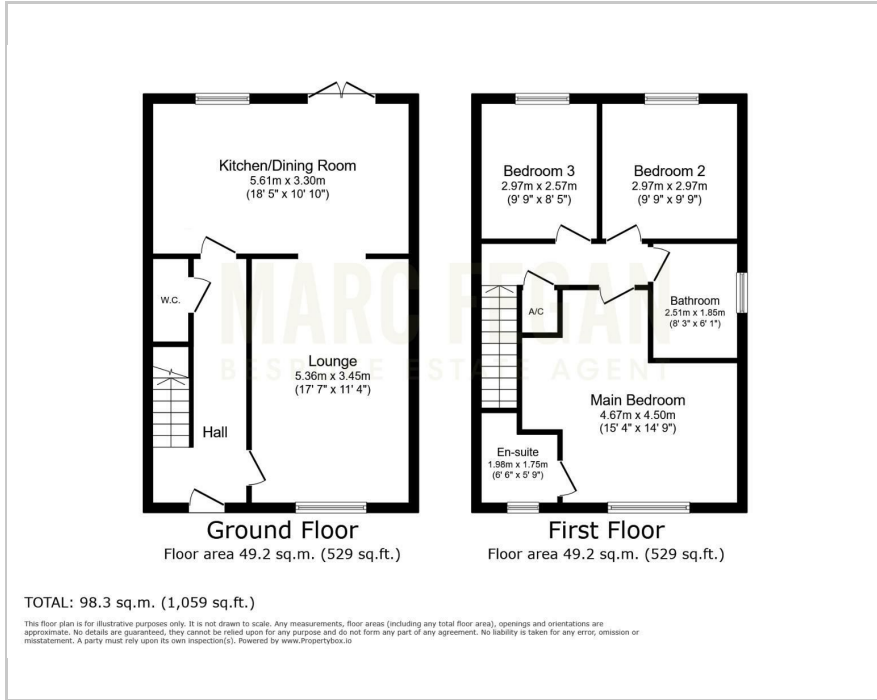 Kitchen/Dining Room
5.61m x 3.30m
(18' 5" x 10' 10")
W.C.
Lounge
5.36m x 3.45m
(17' 7" x 11' 4")
Hall
Ground Floor
Floor area 49.2 sq.m. (529 sq.ft.)
Bedroom 3
2.97m x 2.57m
(9' 9" x 8' 5")
Bedroom 2
2.97m x 2.97m
(9' 9" x 9' 9")
A/C
Bathroom
2.51m x 1.85m
(8' 3" x 6' 1")
Main Bedroom
4.67m x 4.50m
(15' 4" x 14' 9")
En-suite
1.98m x 1.75m
(6' 6" x 5' 9")
First Floor
Floor area 49.2 sq.m. (529 sq.ft.)
MARC FEGAN
BESPOKE ESTATE AGENT
TOTAL: 98.3 sq.m. (1,059 sq.ft.)
This floor plan is for illustrative purposes only. It is not drawn to scale. Any measurements, floor areas (including any total floor area), openings and orientations are
approximate. No details are guaranteed, they cannot be relied upon for any purpose and do not form any part of any agreement. No liability is taken for any error, omission or
misstatement. A party must rely upon its own inspection(s). Powered by www.Propertybox.io